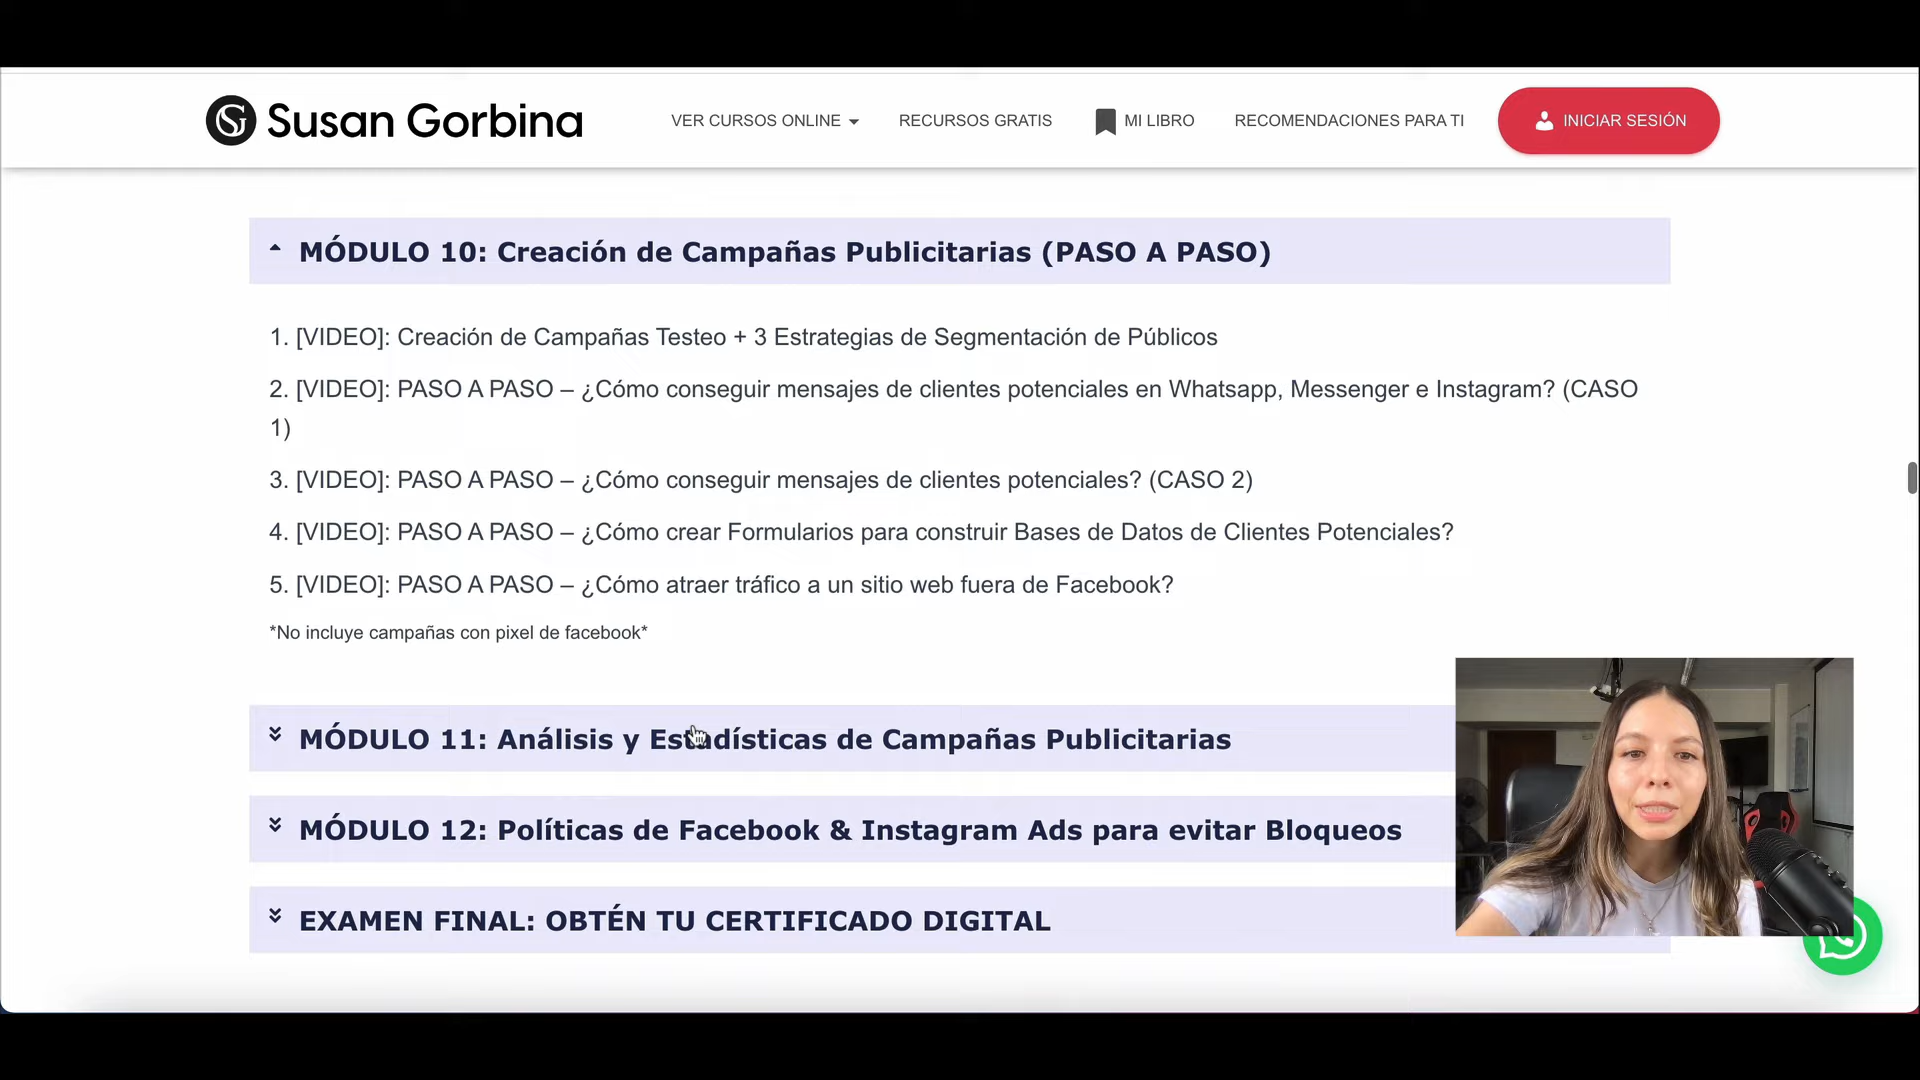 SG Susan Gorbina
VER CURSOS ONLINE
RECURSOS GRATIS
MI LIBRO
RECOMENDACIONES PARA TI
INICIAR SESIÓN
MÓDULO 10: Creación de Campañas Publicitarias (PASO A PASO)
1. [VIDEO]: Creación de Campañas Testeo + 3 Estrategias de Segmentación de Públicos
2. [VIDEO]: PASO A PASO – ¿Cómo conseguir mensajes de clientes potenciales en Whatsapp, Messenger e Instagram? (CASO
1)
3. [VIDEO]: PASO A PASO – ¿Cómo conseguir mensajes de clientes potenciales? (CASO 2)
4. [VIDEO]: PASO A PASO – ¿Cómo crear Formularios para construir Bases de Datos de Clientes Potenciales?
5. [VIDEO]: PASO A PASO – ¿Cómo atraer tráfico a un sitio web fuera de Facebook?
*No incluye campañas con pixel de facebook*
MÓDULO 11: Análisis y Estadísticas de Campañas Publicitarias
MÓDULO 12: Políticas de Facebook & Instagram Ads para evitar Bloqueos
EXAMEN FINAL: OBTÉN TU CERTIFICADO DIGITAL